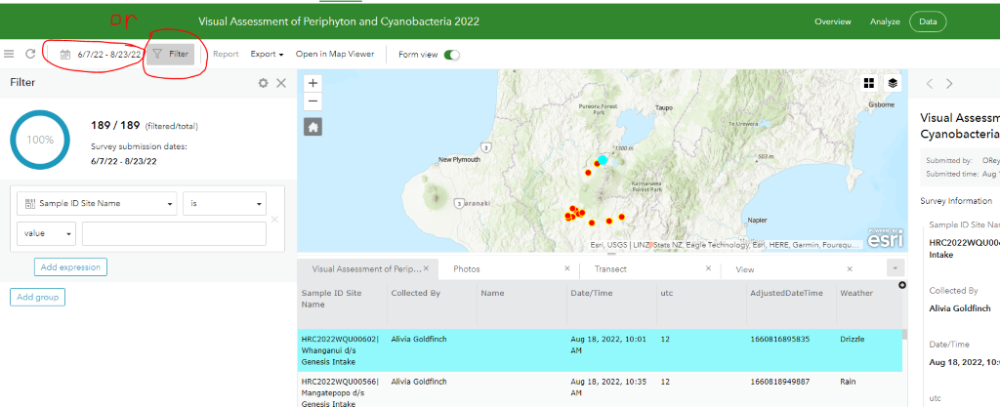 or
Visual Assessment of Periphyton and Cyanobacteria 2022
Overview Analyze Data
6/7/22 - 8/23/22 Filter Report Export Open in Map Viewer Form view
Filter
100%
189 / 189 (filtered/total)
Survey submission dates:
6/7/22 - 8/23/22
Sample ID Site Name is
value
Add expression
Add group
+
−
Pureora Forest
Park
Taupo
Te Urewera
Gisborne
3
1300 m
503 m
New Plymouth
Kaimanawa
Forest Park
3
Taranaki
Napier
POWERED BY
esri
Esri, USGS | LINZ, Stats NZ, Eagle Technology, Esri, HERE, Garmin, Foursqu...
Visual Assessment of Perip... Photos Transect View
Sample ID Site
Name
Collected By Name Date/Time utc AdjustedDateTime Weather
HRC2022WQU00602|
Whanganui d/s
Genesis Intake
Alivia Goldfinch
Aug 18, 2022, 10:01
AM
12 1660816895835 Drizzle
HRC2022WQU00566|
Mangatepopo d/s
Genesis Intake
Alivia Goldfinch
Aug 18, 2022, 10:35
AM
12 1660818949887 Rain
Visual Assessm
Cyanobacteria
Submitted by: ORey
Submitted time: Aug
Survey Information
Sample ID Site Nam
HRC2022WQU00
Intake
Collected By
Alivia Goldfinch
Date/Time
Aug 18, 2022, 10:
utc